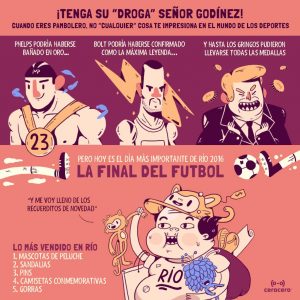 ¡TENGA SU "DROGA" SEÑOR GODÍNEZ!
CUANDO ERES PAMBOLERO, NO "CUALQUIER" COSA TE IMPRESIONA EN EL MUNDO DE LOS DEPORTES
PHELPS PODRÍA HABERSE
BAÑADO EN ORO...
BOLT PODRÍA HABERSE CONFIRMADO
COMO LA MÁXIMA LEYENDA...
Y HASTA LOS GRINGOS PUDIERON
LLEVARSE TODAS LAS MEDALLAS
23
PERO HOY ES EL DÍA MÁS IMPORTANTE DE RÍO 2016
LA FINAL DEL FUTBOL
"Y ME VOY LLENO DE LOS
RECUERDITOS DE NOVEDAD"
LO MÁS VENDIDO EN RÍO
1. MASCOTAS DE PELUCHE
2. SANDALIAS
3. PINS
4. CAMISETAS CONMEMORATIVAS
5. GORRAS
RÍO
cerocero